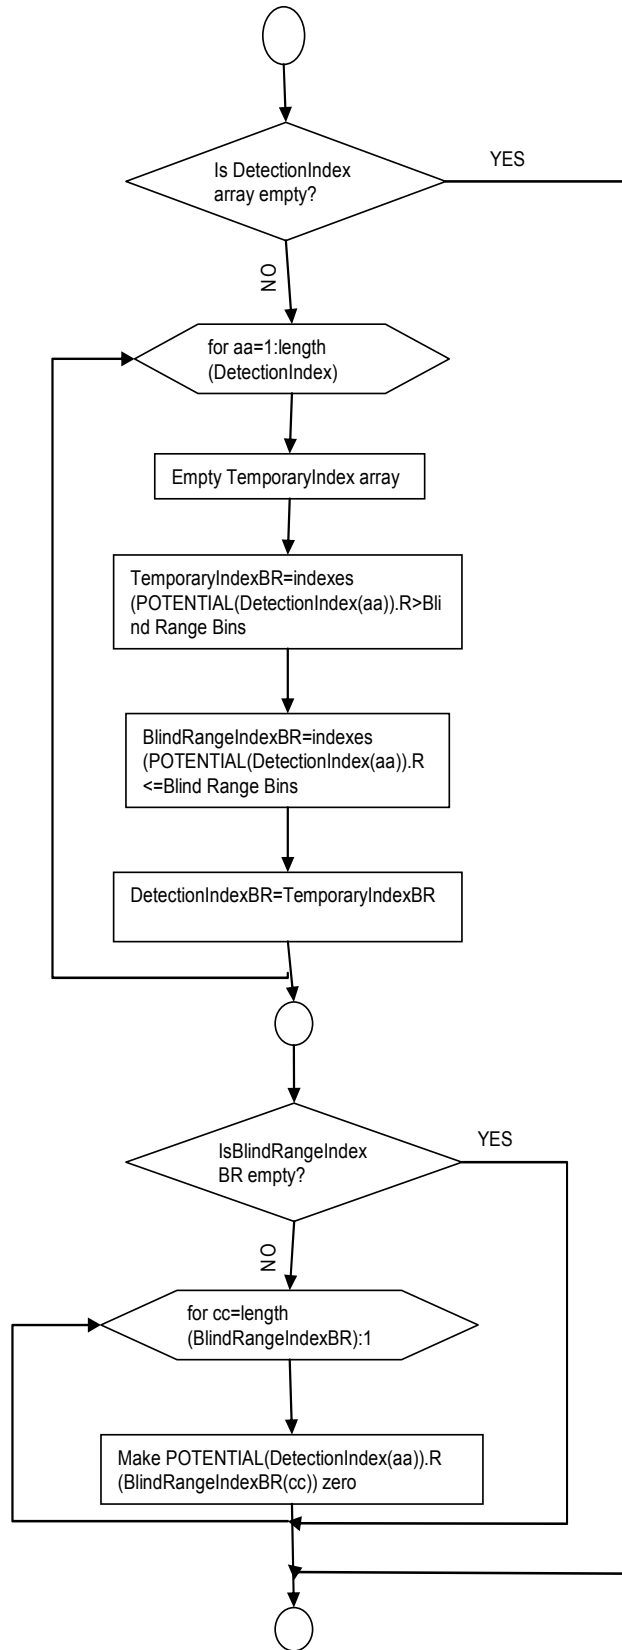 Is DetectionIndex
array empty?
YES
NO
for aa=1:length
(DetectionIndex)
Empty TemporaryIndex array
TemporaryIndexBR=indexes
(POTENTIAL(DetectionIndex(aa)).R>Bli
nd Range Bins
BlindRangeIndexBR=indexes
(POTENTIAL(DetectionIndex(aa)).R
<=Blind Range Bins
DetectionIndexBR=TemporaryIndexBR
IsBlindRangeIndex
BR empty?
YES
NO
for cc=length
(BlindRangeIndexBR):1
Make POTENTIAL(DetectionIndex(aa)).R
(BlindRangeIndexBR(cc)) zero